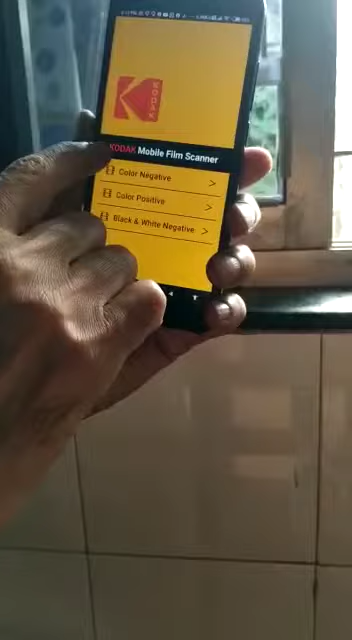 KODAK
KODAK Mobile Film Scanner
Color Negative
Color Positive
Black & White Negative